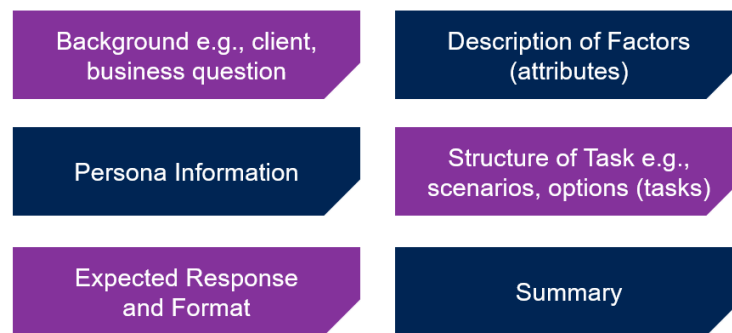 Background e.g., client,
business question
Description of Factors
(attributes)
Persona Information
Structure of Task e.g.,
scenarios, options (tasks)
Expected Response
and Format
Summary